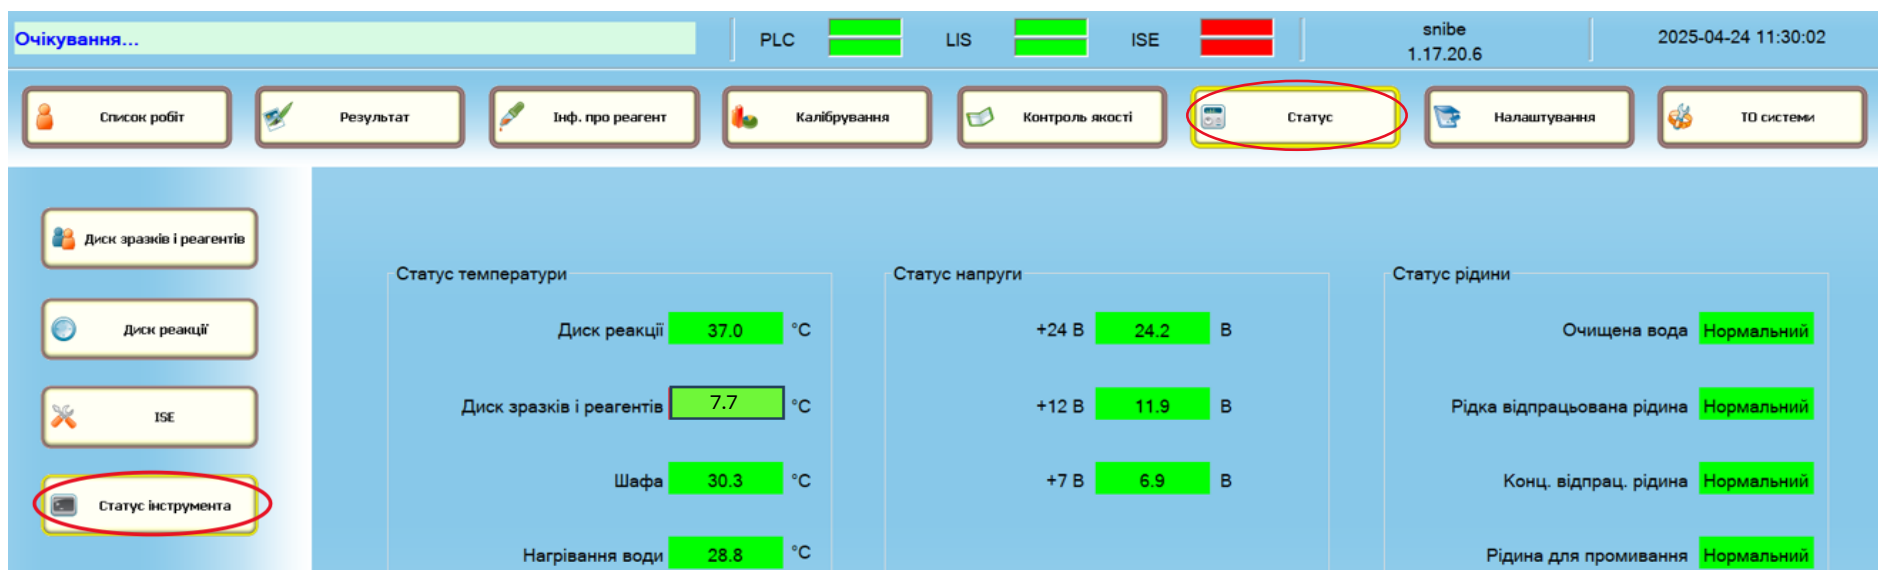 Очікування...
PLC
LIS
ISE
snibe
1.17.20.6
2025-04-24 11:30:02
Список робіт
Результат
Інф. про реагент
Калібрування
Контроль якості
Статус
Налаштування
ТО системи
Диск зразків і реагентів
Диск реакції
ISE
Статус інструмента
Статус температури
Диск реакції 37.0 °C
Диск зразків і реагентів 7.7 °C
Шафа 30.3 °C
Нагрівання води 28.8 °C
Статус напруги
+24 В 24.2 В
+12 В 11.9 В
+7 В 6.9 В
Статус рідини
Очищена вода Нормальний
Рідка відпрацьована рідина Нормальний
Конц. відпрац. рідина Нормальний
Рідина для промивання Нормальний